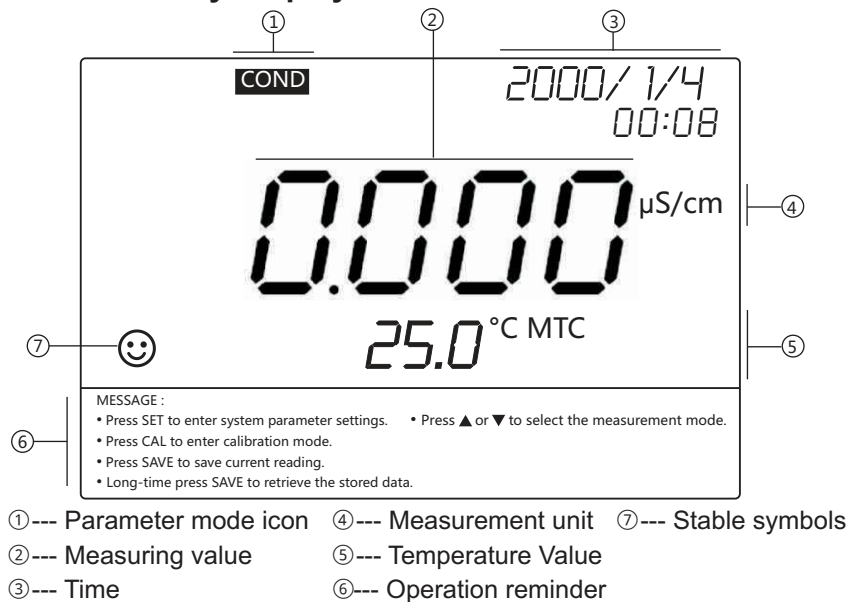 ① ② ③
COND 2000/ 1/4
00:08
0.000 µS/cm ④
⑦ 25.0 °C MTC ⑤
MESSAGE :
• Press SET to enter system parameter settings. • Press ▲ or ▼ to select the measurement mode.
⑥ • Press CAL to enter calibration mode.
• Press SAVE to save current reading.
• Long-time press SAVE to retrieve the stored data.
①--- Parameter mode icon ④--- Measurement unit ⑦--- Stable symbols
②--- Measuring value ⑤--- Temperature Value
③--- Time ⑥--- Operation reminder